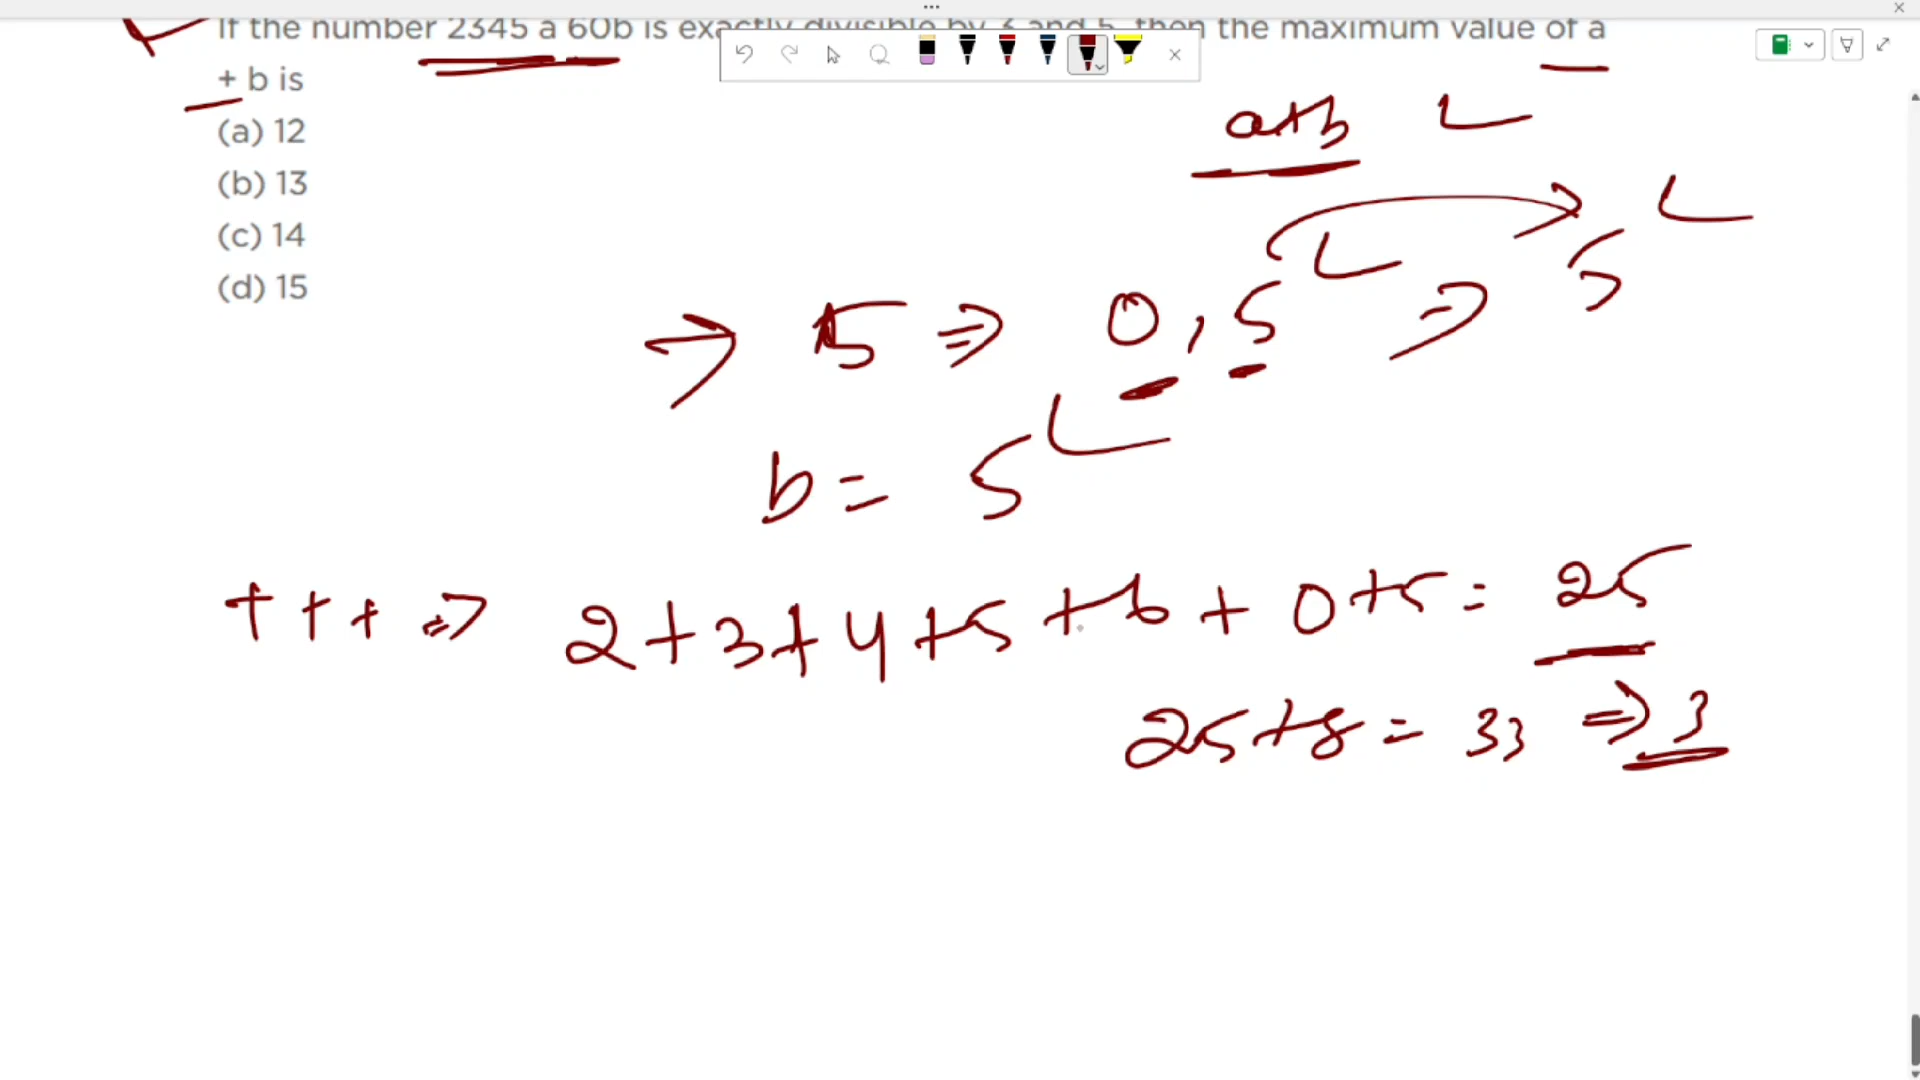 If the number 2345 a 60b is exactly divisible by 3 and 5, then the maximum value of a
+ b is
(a) 12
(b) 13
(c) 14
(d) 15
a+b
5 ⇒ 0, 5 ⇒ 5
b = 5
+ + + ⇒ 2+3+4+5+6+0+5= 25
25+8 = 33 ⇒ 3